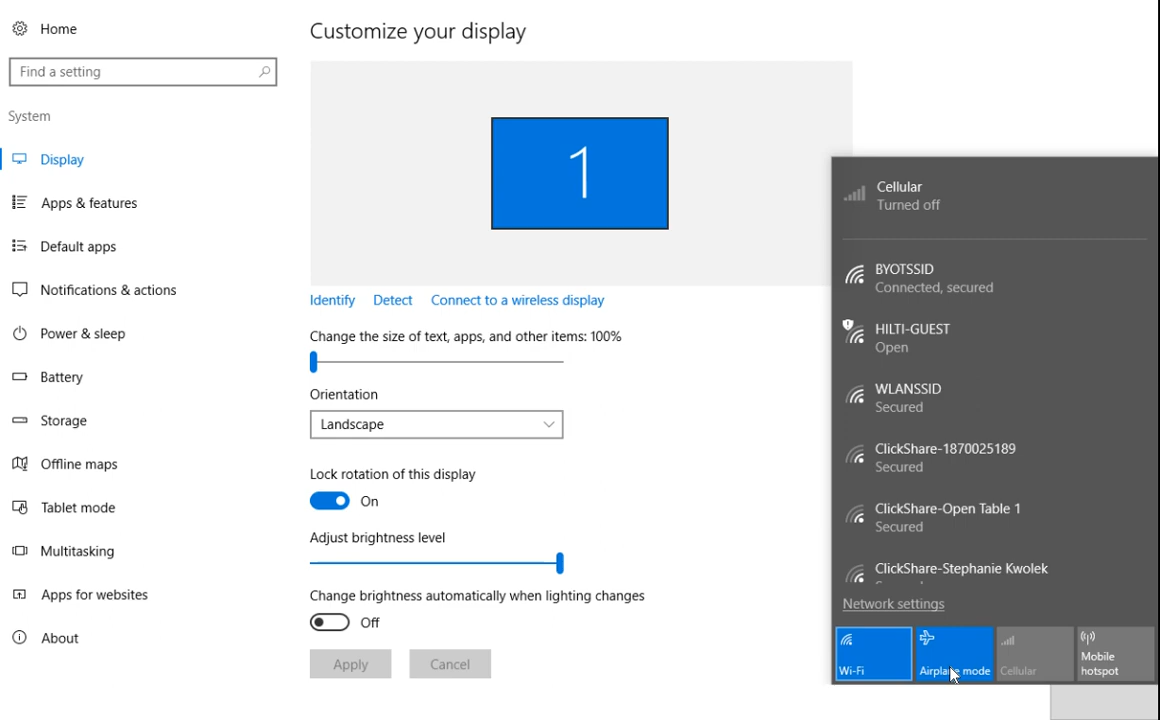 Home
Find a setting
System
Display
Apps & features
Default apps
Notifications & actions
Power & sleep
Battery
Storage
Offline maps
Tablet mode
Multitasking
Apps for websites
About
Customize your display
1
Identify Detect Connect to a wireless display
Change the size of text, apps, and other items: 100%
Orientation
Landscape
Lock rotation of this display
On
Adjust brightness level
Change brightness automatically when lighting changes
Off
Apply Cancel
Cellular
Turned off
BYOTSSID
Connected, secured
HILTI-GUEST
Open
WLANSSID
Secured
ClickShare-1870025189
Secured
ClickShare-Open Table 1
Secured
ClickShare-Stephanie Kwolek
Network settings
Wi-Fi
Airplane mode
Cellular
Mobile
hotspot